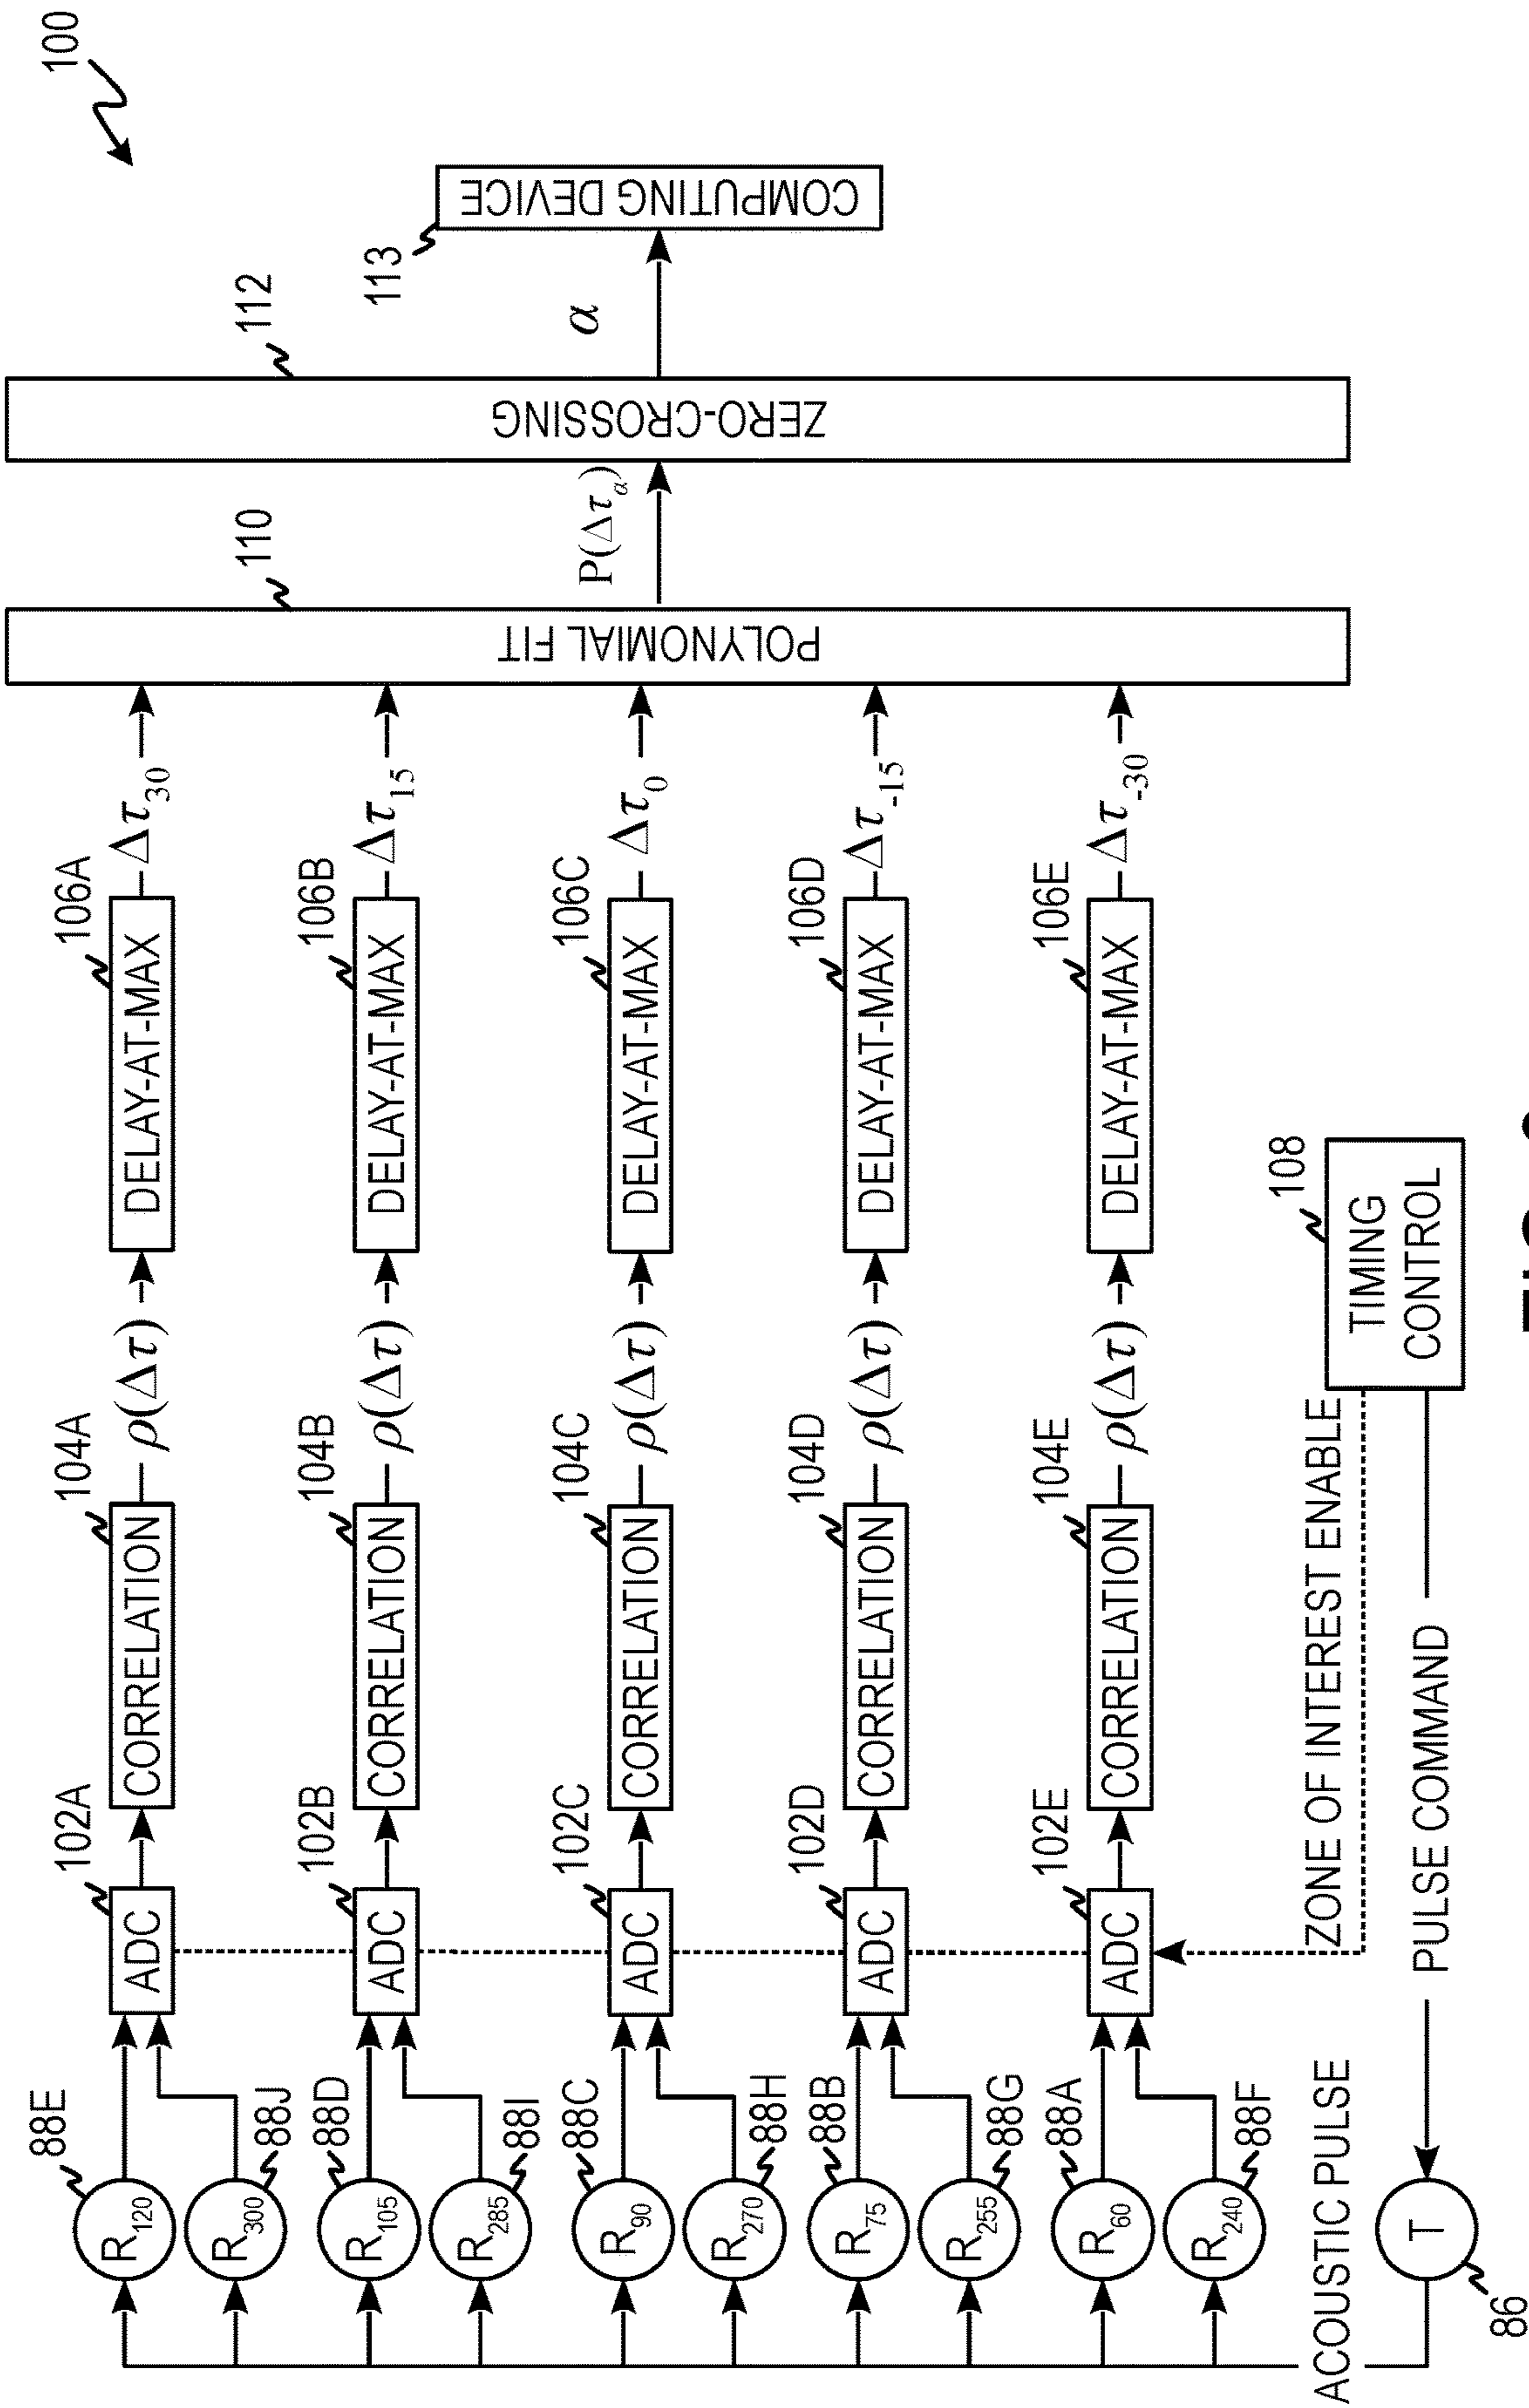 100
88E
R120
88J
R300
102A
ADC
104A
CORRELATION
ρ(Δτ)
106A
DELAY-AT-MAX
Δτ30
88D
R105
88I
R285
102B
ADC
104B
CORRELATION
ρ(Δτ)
106B
DELAY-AT-MAX
Δτ15
88C
R90
88H
R270
102C
ADC
104C
CORRELATION
ρ(Δτ)
106C
DELAY-AT-MAX
Δτ0
88B
R75
88G
R255
102D
ADC
104D
CORRELATION
ρ(Δτ)
106D
DELAY-AT-MAX
Δτ-15
88A
R60
88F
R240
102E
ADC
104E
CORRELATION
ρ(Δτ)
106E
DELAY-AT-MAX
Δτ-30
110
POLYNOMIAL FIT
P(Δτα)
112
ZERO-CROSSING
α
113
COMPUTING DEVICE
ACOUSTIC PULSE
ZONE OF INTEREST ENABLE
108
TIMING
CONTROL
PULSE COMMAND
T
86